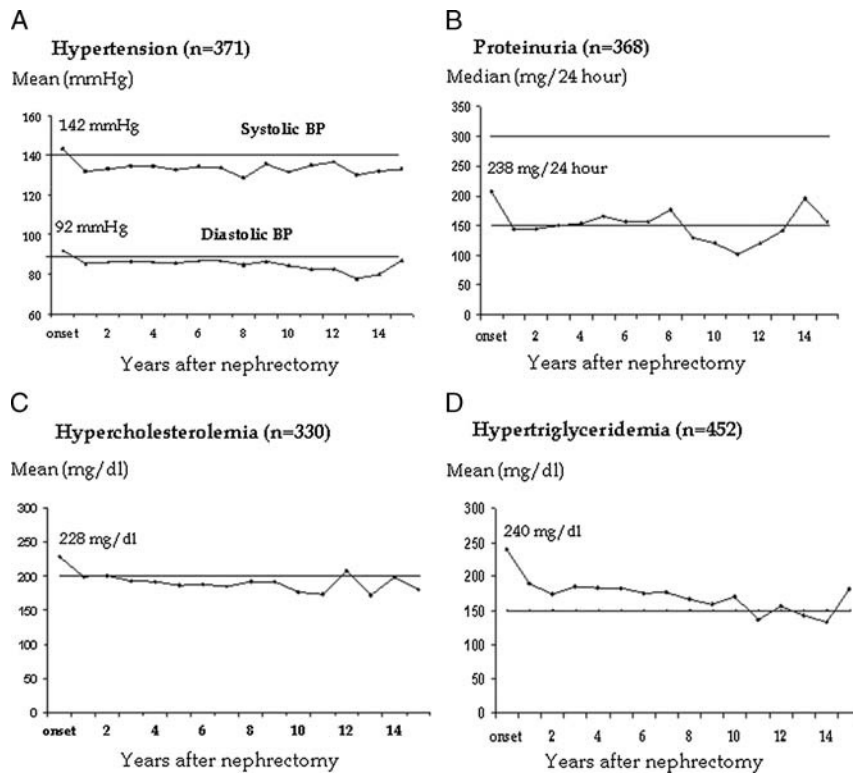 A
Hypertension (n=371)
Mean (mmHg)
160
142 mmHg
Systolic BP
140
120
100
92 mmHg
Diastolic BP
80
60
onset 2 4 6 8 10 12 14
Years after nephrectomy
B
Proteinuria (n=368)
Median (mg/24 hour)
350
300
250
238 mg/24 hour
200
150
100
50
0
onset 2 4 6 8 10 12 14
Years after nephrectomy
C
Hypercholesterolemia (n=330)
Mean (mg/dl)
300
250
228 mg/dl
200
150
100
50
0
onset 2 4 6 8 10 12 14
Years after nephrectomy
D
Hypertriglyceridemia (n=452)
Mean (mg/dl)
300
240 mg/dl
250
200
150
100
50
0
onset 2 4 6 8 10 12 14
Years after nephrectomy